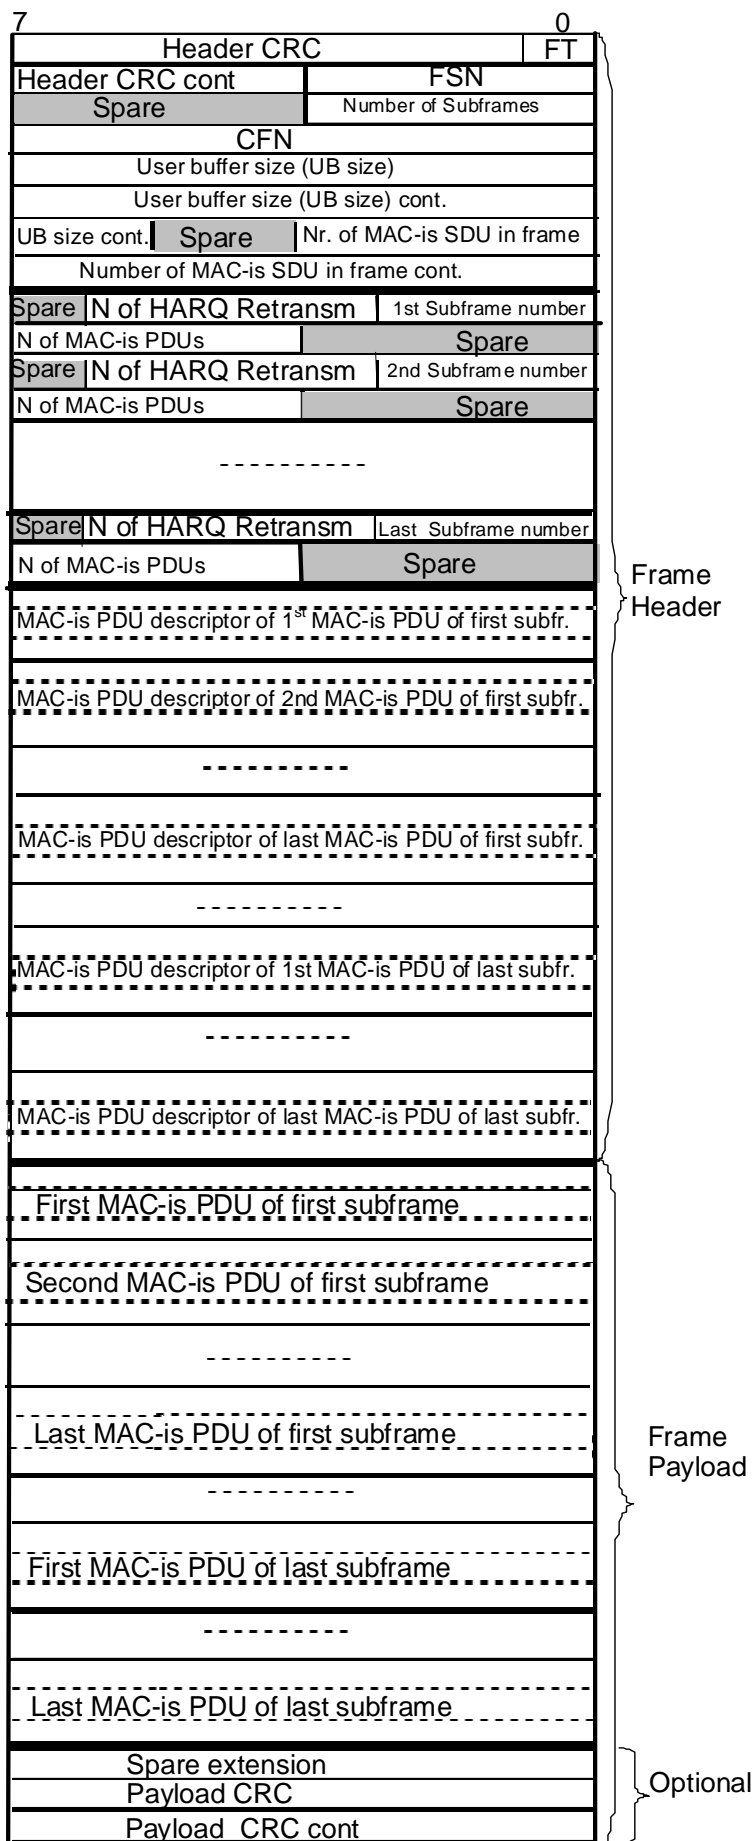 7 0
Header CRC FT
Header CRC cont FSN
Spare Number of Subframes
CFN
User buffer size (UB size)
User buffer size (UB size) cont.
UB size cont. Spare Nr. of MAC-is SDU in frame
Number of MAC-is SDU in frame cont.
Spare N of HARQ Retransm 1st Subframe number
N of MAC-is PDUs Spare
Spare N of HARQ Retransm 2nd Subframe number
N of MAC-is PDUs Spare
Spare N of HARQ Retransm Last Subframe number
N of MAC-is PDUs Spare
Frame
Header
MAC-is PDU descriptor of 1st MAC-is PDU of first subfr.
MAC-is PDU descriptor of 2nd MAC-is PDU of first subfr.
MAC-is PDU descriptor of last MAC-is PDU of first subfr.
MAC-is PDU descriptor of 1st MAC-is PDU of last subfr.
MAC-is PDU descriptor of last MAC-is PDU of last subfr.
First MAC-is PDU of first subframe
Second MAC-is PDU of first subframe
Last MAC-is PDU of first subframe
Frame
Payload
First MAC-is PDU of last subframe
Last MAC-is PDU of last subframe
Spare extension
Payload CRC
Optional
Payload CRC cont